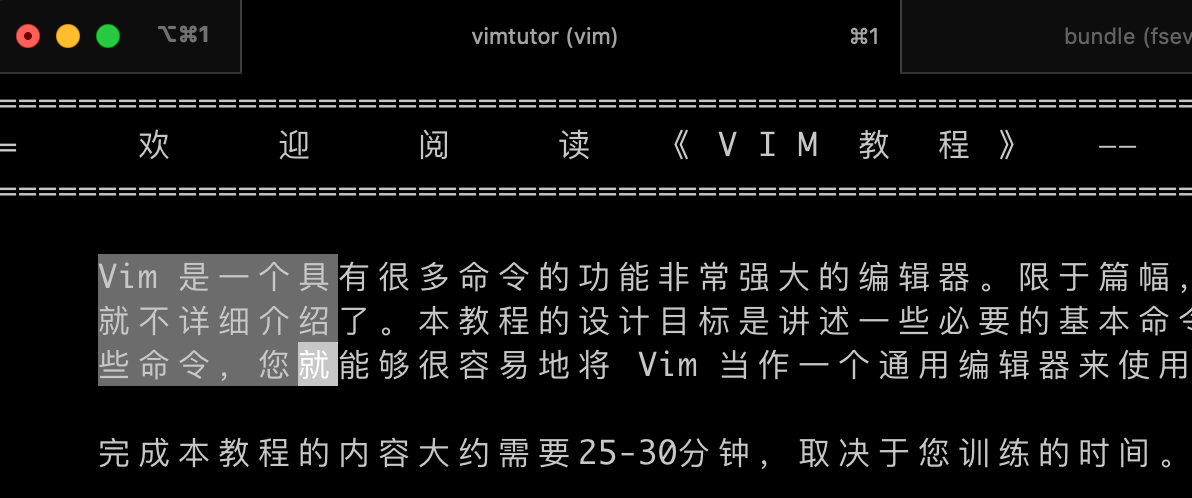 ⌥⌘1 vimtutor (vim) ⌘1 bundle (fsev
===========================================================
= 欢 迎 阅 读 《 V I M 教 程 》 ——
===========================================================
Vim 是一个具有很多命令的功能非常强大的编辑器。限于篇幅,
就不详细介绍了。本教程的设计目标是讲述一些必要的基本命令
些命令, 您就能够很容易地将 Vim 当作一个通用编辑器来使用
完成本教程的内容大约需要25-30分钟, 取决于您训练的时间。